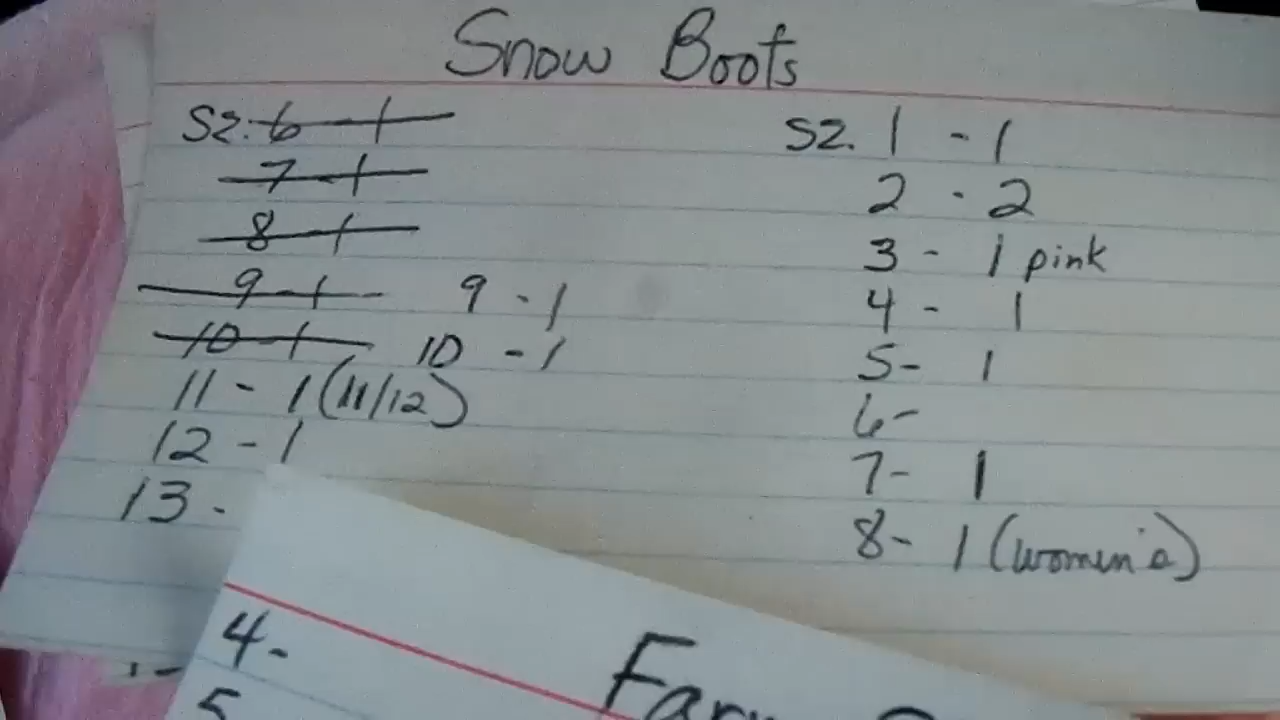 Snow Boots
Sz. 6 - 1
7 - 1
8 - 1
9 - 1 9 - 1
10 - 1 10 - 1
11 - 1 (11/12)
12 - 1
13 -
Sz. 1 - 1
2 - 2
3 - 1 pink
4 - 1
5 - 1
6 -
7 - 1
8 - 1 (women's)
4 -
5